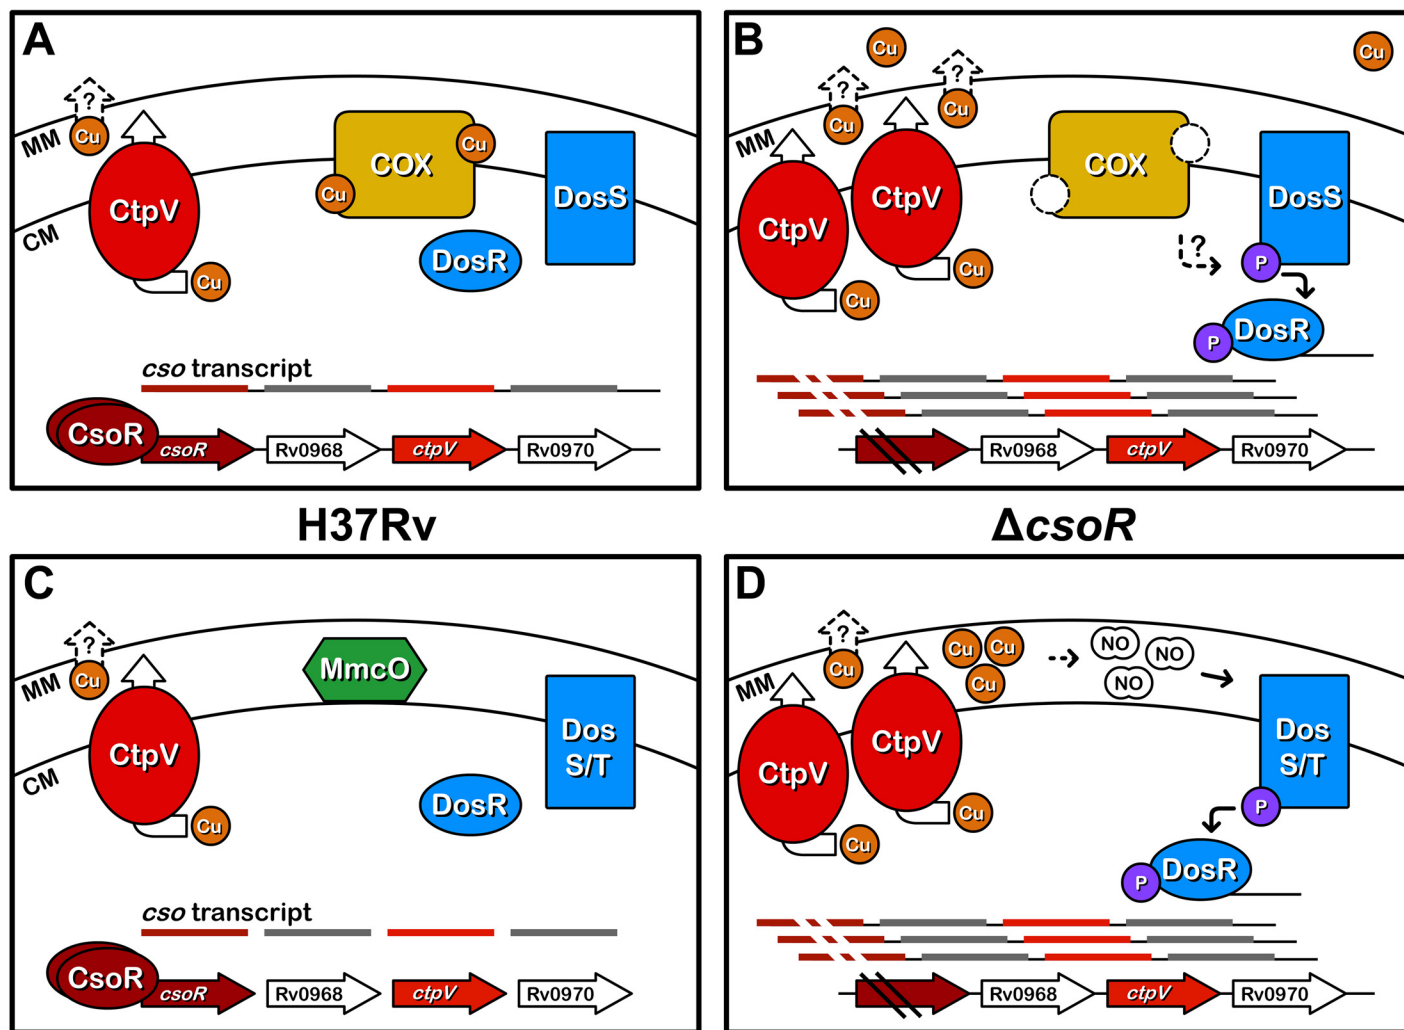 A
?
Cu
MM
CtpV
CM
Cu
COX
Cu
Cu
DosS
DosR
cso transcript
CsoR
csoR
Rv0968
ctpV
Rv0970
B
Cu
Cu
?
?
Cu
Cu
MM
CtpV
CtpV
Cu
Cu
COX
DosS
?
P
DosR
P
Rv0968
ctpV
Rv0970
H37Rv
ΔcsoR
C
?
Cu
MM
CtpV
CM
Cu
MmcO
Dos
S/T
DosR
cso transcript
CsoR
csoR
Rv0968
ctpV
Rv0970
D
?
Cu
MM
CtpV
CtpV
Cu
Cu
Cu
Cu
Cu
NO
NO
NO
Dos
S/T
P
DosR
P
Rv0968
ctpV
Rv0970